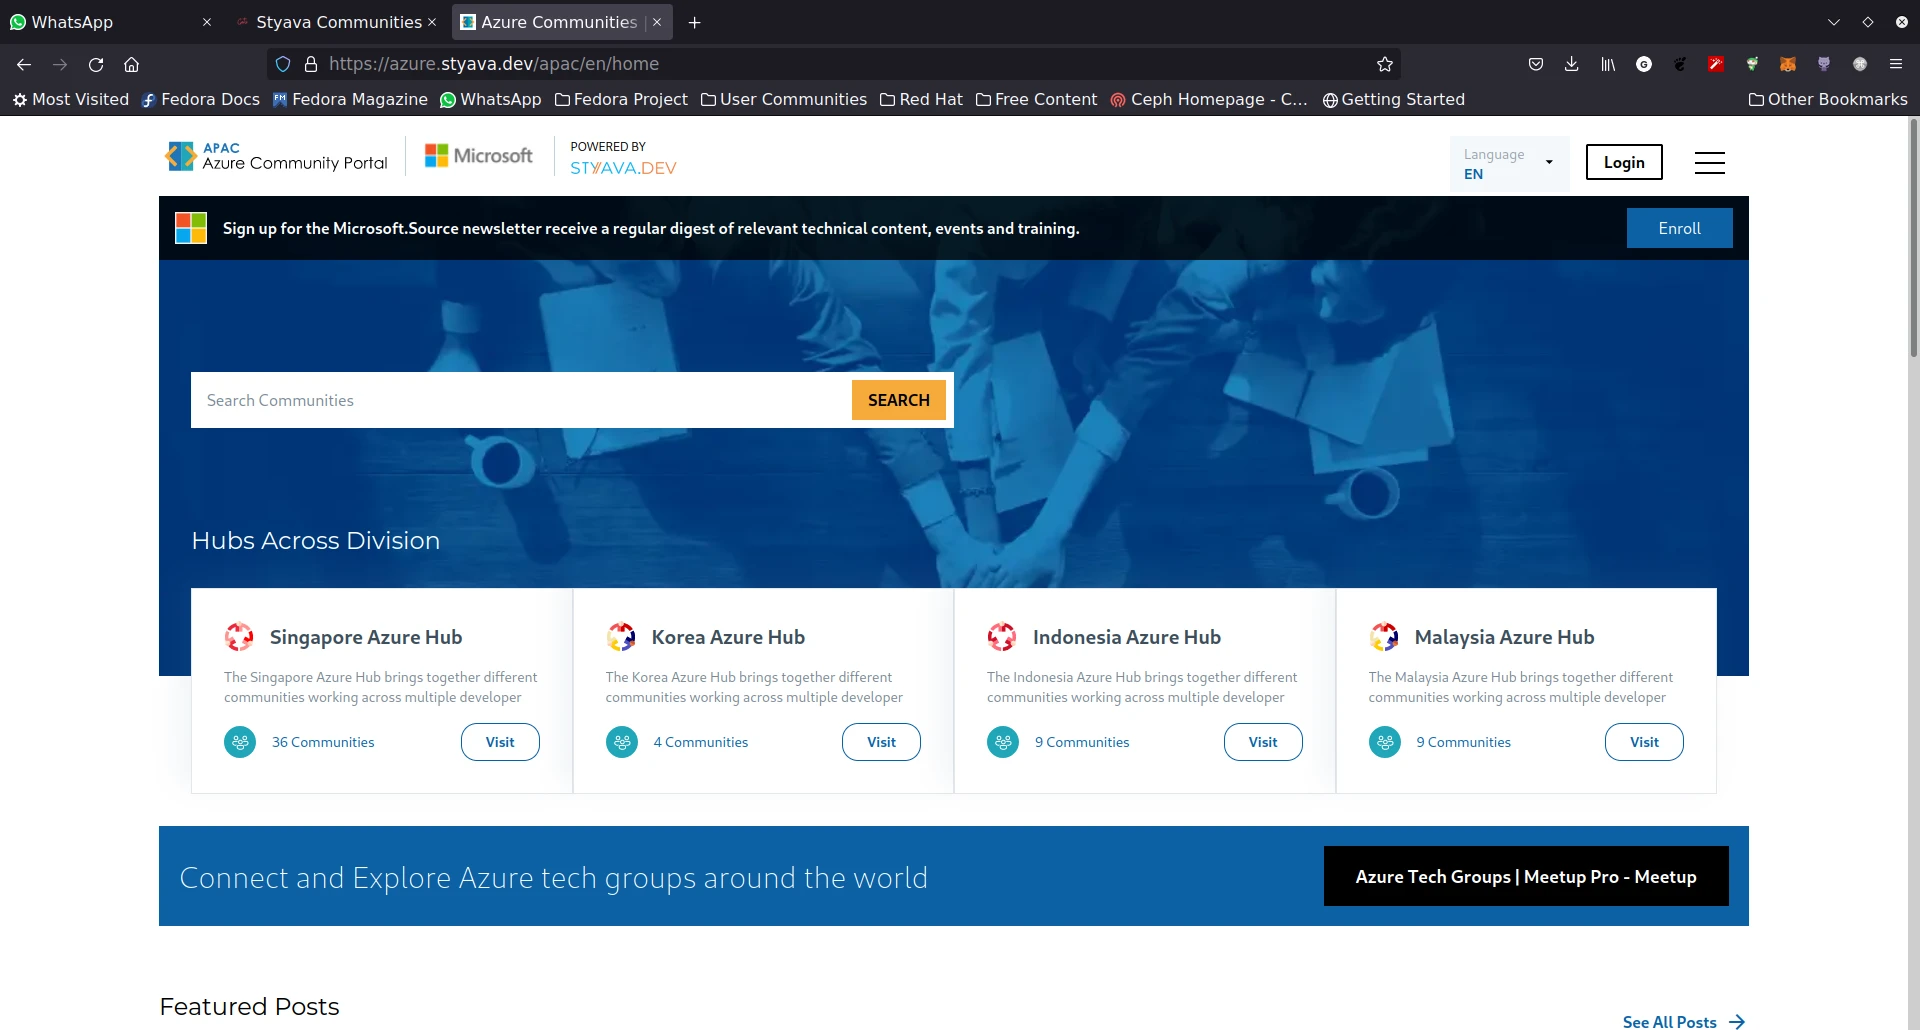 WhatsApp
Styava Communities
Azure Communities |
https://azure.styava.dev/apac/en/home
Most Visited
Fedora Docs
Fedora Magazine
WhatsApp
Fedora Project
User Communities
Red Hat
Free Content
Ceph Homepage - C...
Getting Started
Other Bookmarks
APAC
Azure Community Portal
Microsoft
POWERED BY
STYAVA.DEV
Language
EN
Login
Sign up for the Microsoft.Source newsletter receive a regular digest of relevant technical content, events and training.
Enroll
Search Communities
SEARCH
Hubs Across Division
Singapore Azure Hub
The Singapore Azure Hub brings together different
communities working across multiple developer
36 Communities
Visit
Korea Azure Hub
The Korea Azure Hub brings together different
communities working across multiple developer
4 Communities
Visit
Indonesia Azure Hub
The Indonesia Azure Hub brings together different
communities working across multiple developer
9 Communities
Visit
Malaysia Azure Hub
The Malaysia Azure Hub brings together different
communities working across multiple developer
9 Communities
Visit
Connect and Explore Azure tech groups around the world
Azure Tech Groups | Meetup Pro - Meetup
Featured Posts
See All Posts